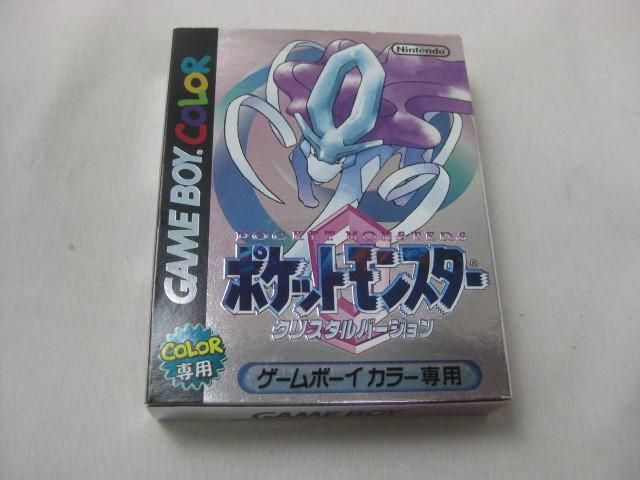 GAME BOY COLOR
Nintendo
POCKET MONSTERS
ポケットモンスター®
クリスタルバージョン
COLOR
専用
ゲームボーイ カラー専用
GAME BOY